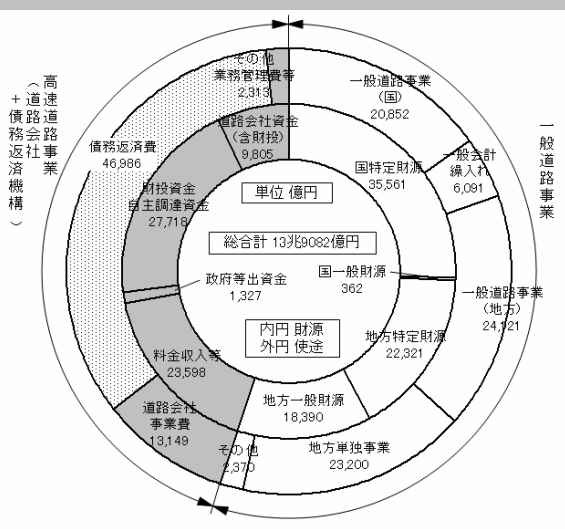 その他
業務管理費等
2,313
一般道路事業
(国)
20,852
高速道路事業
(道路会社
+債務返済機構)
債務返済費
46,986
道路会社資金
(含財投)
9,805
国特定財源
35,561
一般会計
繰入れ
6,091
一般道路事業
財投資金
自主調達資金
27,718
単位 億円
総合計 13兆9082億円
政府等出資金
1,327
国一般財源
362
一般道路事業
(地方)
24,121
内円 財源
外円 使途
地方特定財源
22,321
料金収入等
23,598
地方一般財源
18,390
道路会社
事業費
13,149
その他
2,370
地方単独事業
23,200